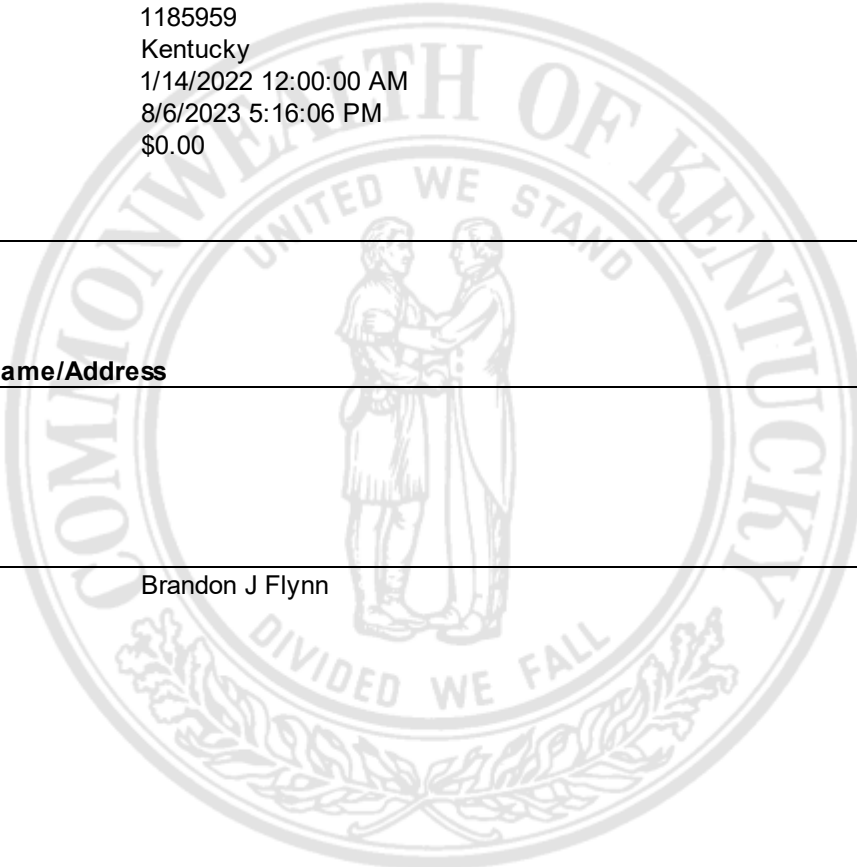 1185959
Kentucky
1/14/2022 12:00:00 AM
8/6/2023 5:16:06 PM
$0.00
COMMONWEALTH OF KENTUCKY
UNITED WE STAND
ame/Address
Brandon J Flynn
DIVIDED WE FALL